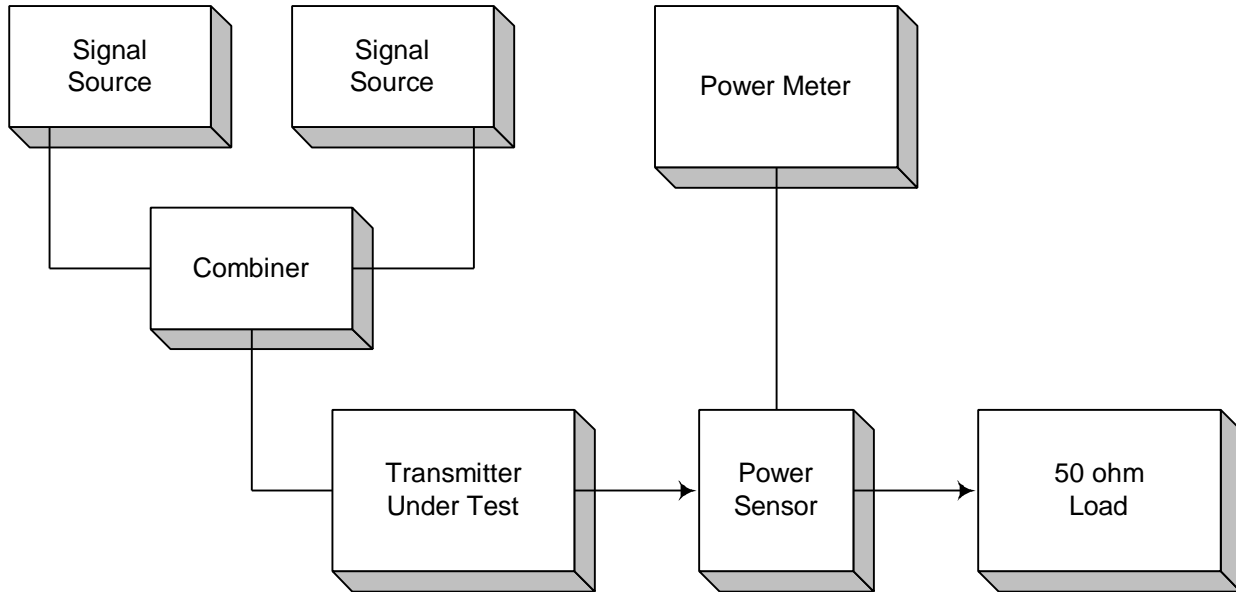 Signal
Source
Signal
Source
Power Meter
Combiner
Transmitter
Under Test
Power
Sensor
50 ohm
Load